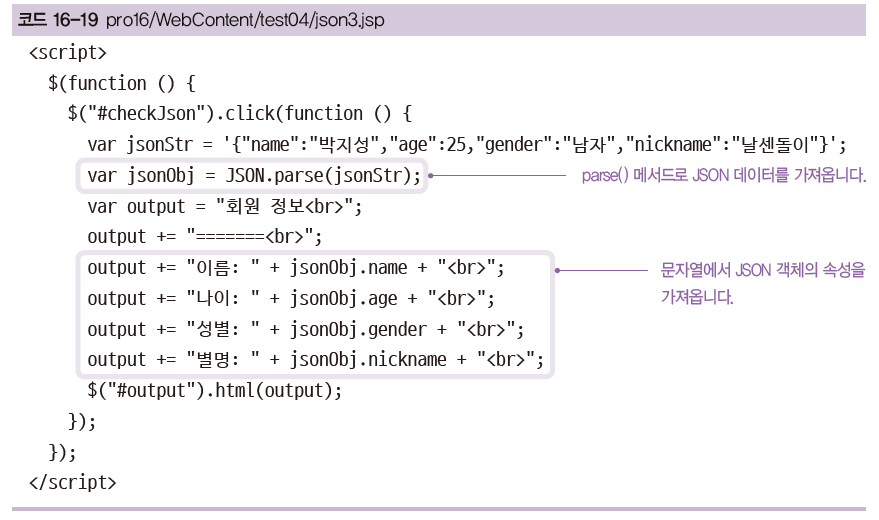 코드 16-19 pro16/WebContent/test04/json3.jsp
<script>
$(function () {
$("#checkJson").click(function () {
var jsonStr = '{"name":"박지성","age":25,"gender":"남자","nickname":"날센돌이"}';
var jsonObj = JSON.parse(jsonStr);
parse() 메서드로 JSON 데이터를 가져옵니다.
var output = "회원 정보<br>";
output += "=======<br>";
output += "이름: " + jsonObj.name + "<br>";
문자열에서 JSON 객체의 속성을
output += "나이: " + jsonObj.age + "<br>";
가져옵니다.
output += "성별: " + jsonObj.gender + "<br>";
output += "별명: " + jsonObj.nickname + "<br>";
$("#output").html(output);
});
});
</script>